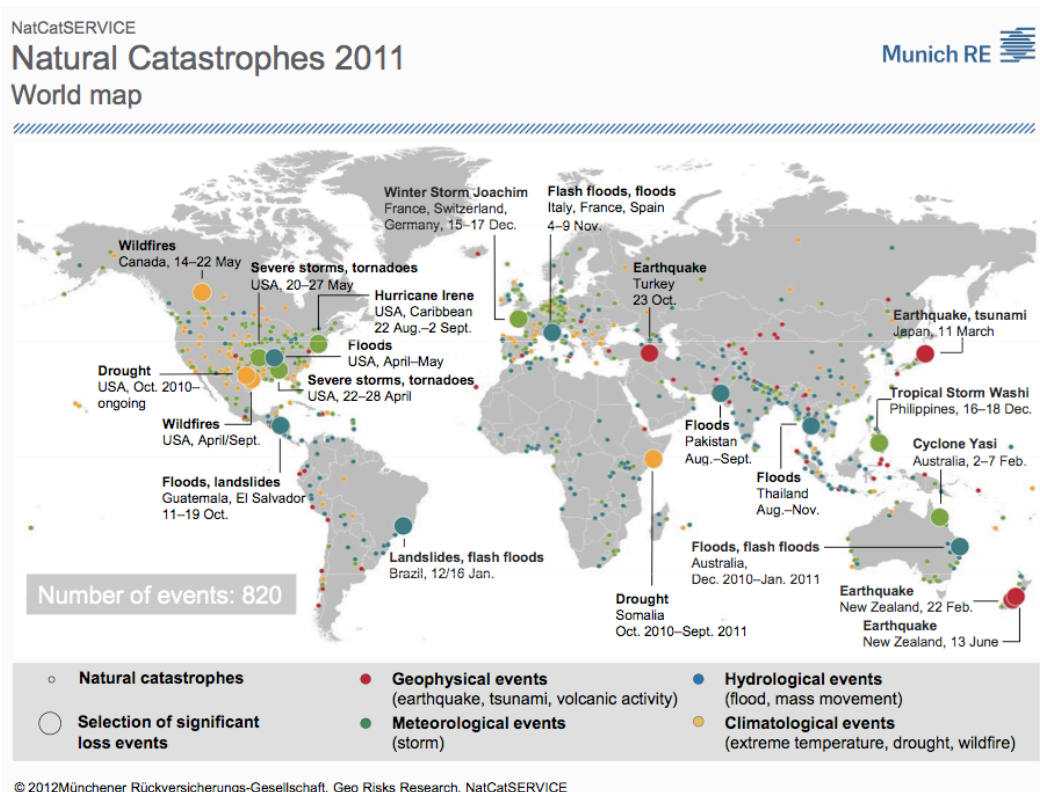 NatCatSERVICE
Natural Catastrophes 2011
World map
Munich RE
Winter Storm Joachim
France, Switzerland,
Germany, 15–17 Dec.
Flash floods, floods
Italy, France, Spain
4–9 Nov.
Wildfires
Canada, 14–22 May
Severe storms, tornadoes
USA, 20–27 May
Earthquake
Turkey
23 Oct.
Hurricane Irene
USA, Caribbean
22 Aug.–2 Sept.
Earthquake, tsunami
Japan, 11 March
Floods
USA, April–May
Drought
USA, Oct. 2010–
ongoing
Severe storms, tornadoes
USA, 22–28 April
Tropical Storm Washi
Philippines, 16–18 Dec.
Wildfires
USA, April/Sept.
Floods
Pakistan
Aug.–Sept.
Cyclone Yasi
Australia, 2–7 Feb.
Floods, landslides
Guatemala, El Salvador
11–19 Oct.
Floods
Thailand
Aug.–Nov.
Landslides, flash floods
Brazil, 12/16 Jan.
Floods, flash floods
Australia,
Dec. 2010–Jan. 2011
Number of events: 820
Drought
Somalia
Oct. 2010–Sept. 2011
Earthquake
New Zealand, 22 Feb.
Earthquake
New Zealand, 13 June
Natural catastrophes
Selection of significant
loss events
Geophysical events
(earthquake, tsunami, volcanic activity)
Meteorological events
(storm)
Hydrological events
(flood, mass movement)
Climatological events
(extreme temperature, drought, wildfire)
© 2012Münchener Rückversicherungs-Gesellschaft, Geo Risks Research, NatCatSERVICE